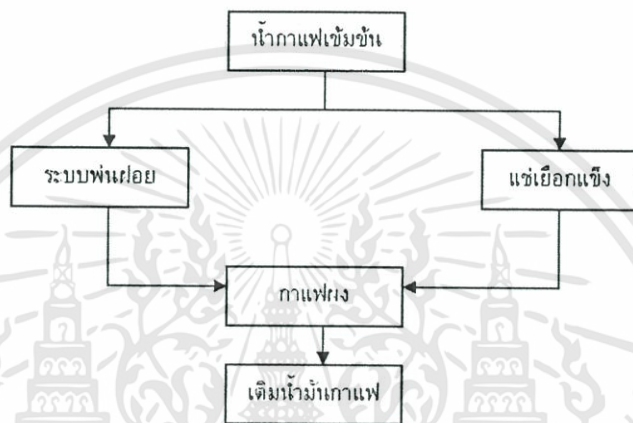 น้ำกาแฟเข้มข้น
ระบบพ่นฝอย
แช่เยือกแข็ง
กาแฟผง
เติมน้ำมันกาแฟ